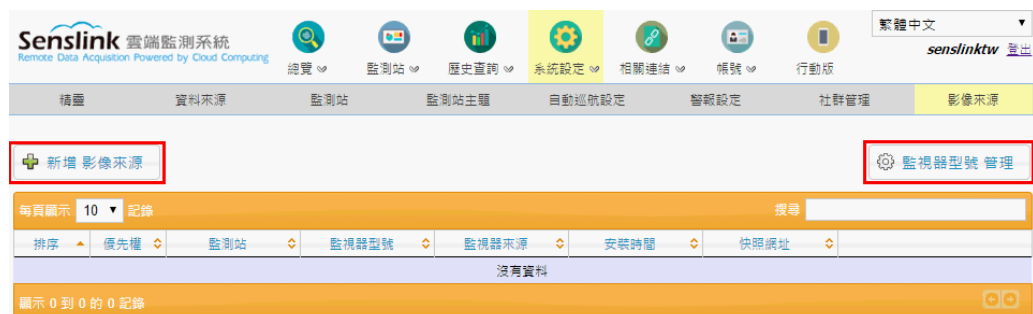 繁體中文
Senslink 雲端監測系統
Remote Data Acquistion Powered by Cloud Computing
senslinktw 登出
總覽 監測站 歷史查詢 系統設定 相關連結 帳號 行動版
精靈 資料來源 監測站 監測站主題 自動巡航設定 警報設定 社群管理 影像來源
新增 影像來源 監視器型號 管理
每頁顯示 10 記錄 搜尋
排序 優先權 監測站 監視器型號 監視器來源 安裝時間 快照網址
沒有資料
顯示 0 到 0 的 0 記錄